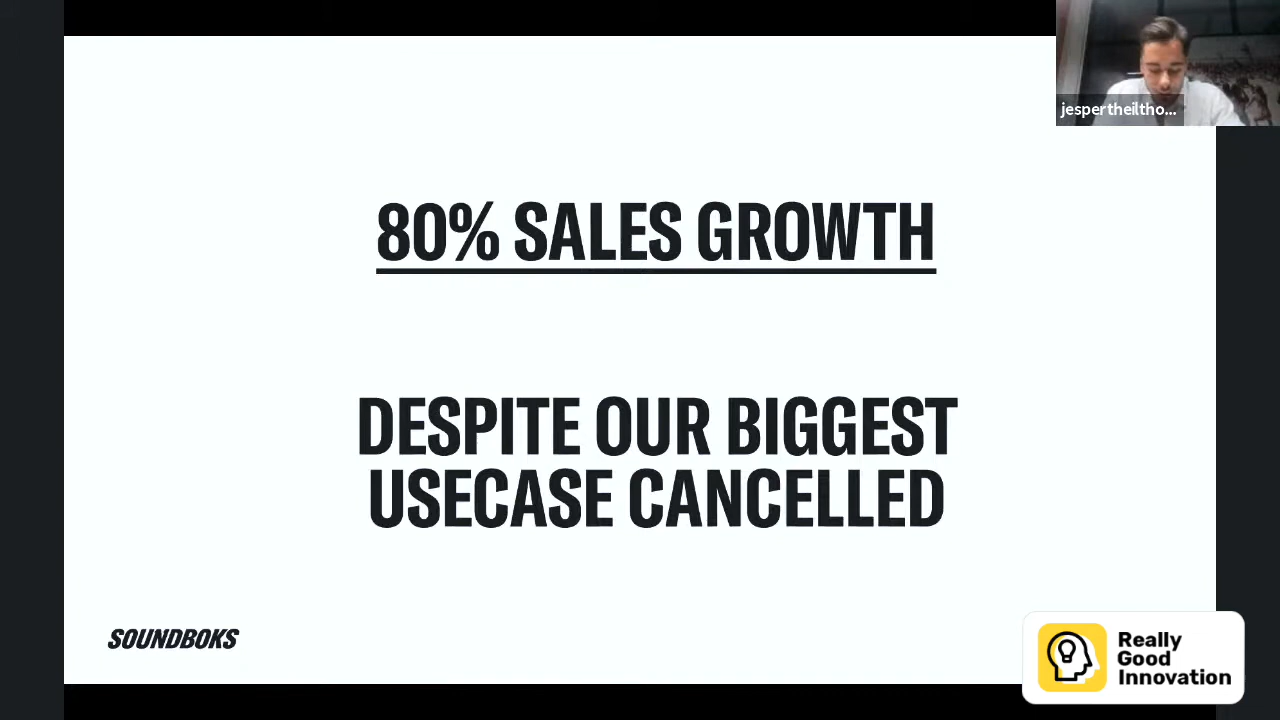 jespertheiltho...
80% SALES GROWTH
DESPITE OUR BIGGEST
USECASE CANCELLED
SOUNDBOKS
Really
Good
Innovation